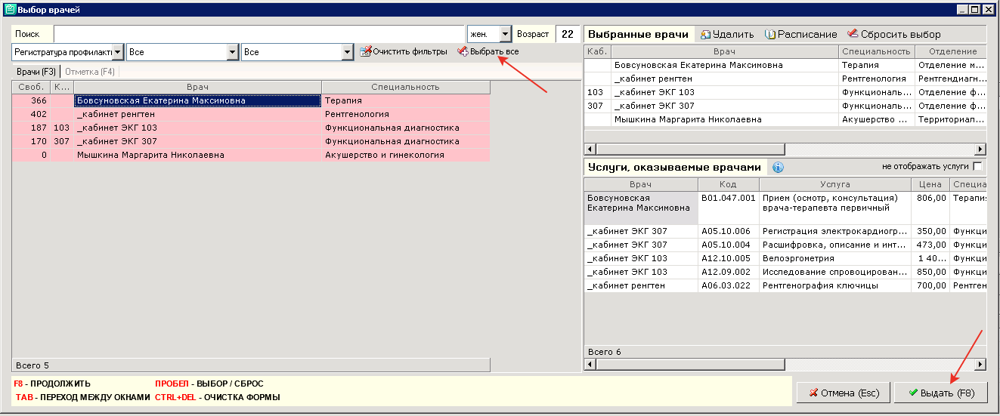 Выбор врачей
Поиск жен. Возраст 22
Регистратура профилакти Все Все Очистить фильтры Выбрать все
Врачи (F3) Отметка (F4)
Своб. К... Врач Специальность
366 Бовсуновская Екатерина Максимовна Терапия
402 _кабинет ренгтен Рентгенология
187 103 _кабинет ЭКГ 103 Функциональная диагностика
170 307 _кабинет ЭКГ 307 Функциональная диагностика
0 Мышкина Маргарита Николаевна Акушерство и гинекология
Всего 5
Выбранные врачи Удалить Расписание Сбросить выбор
Каб. Врач Специальность Отделение
Бовсуновская Екатерина Максимовна Терапия Отделение м...
_кабинет ренгтен Рентгенология Рентгендиагн...
103 _кабинет ЭКГ 103 Функциональ... Отделение ф...
307 _кабинет ЭКГ 307 Функциональ... Отделение ф...
Мышкина Маргарита Николаевна Акушерство ... Территориал...
Услуги, оказываемые врачами не отображать услуги
Врач Код Услуга Цена Специа
Бовсуновская B01.047.001 Прием (осмотр, консультация) 806,00 Терапия
Екатерина Максимовна врача-терапевта первичный
_кабинет ЭКГ 307 A05.10.006 Регистрация электрокардиогр... 350,00 Функци
_кабинет ЭКГ 307 A05.10.004 Расшифровка, описание и инт... 473,00 Функци
_кабинет ЭКГ 103 A12.10.005 Велоэргометрия 1 40... Функци
_кабинет ЭКГ 103 A12.09.002 Исследование спровоцирован... 850,00 Функци
_кабинет ренгтен A06.03.022 Рентгенография ключицы 700,00 Рентген
Всего 6
F8 - ПРОДОЛЖИТЬ ПРОБЕЛ - ВЫБОР / СБРОС
TAB - ПЕРЕХОД МЕЖДУ ОКНАМИ CTRL+DEL - ОЧИСТКА ФОРМЫ
Отмена (Esc) Выдать (F8)